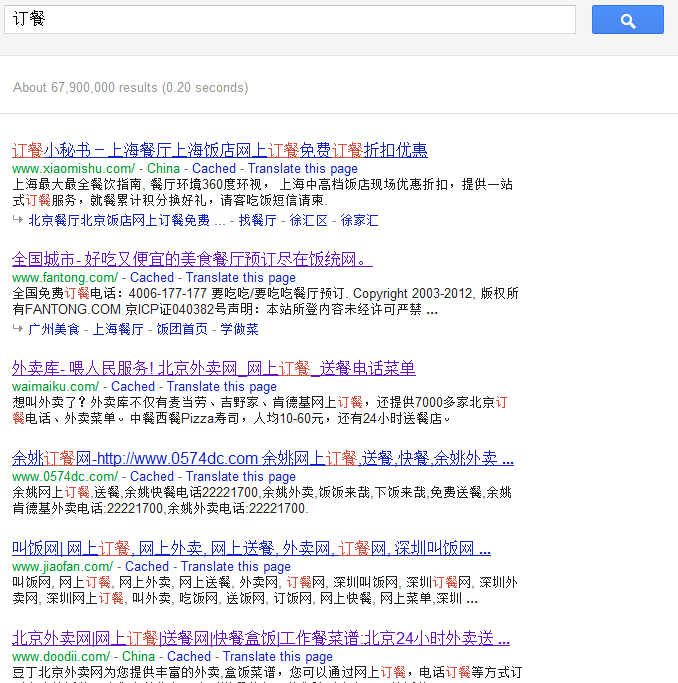 订餐
About 67,900,000 results (0.20 seconds)
订餐小秘书 – 上海餐厅上海饭店网上订餐免费订餐折扣优惠
www.xiaomishu.com/ - China - Cached - Translate this page
上海最大最全餐饮指南, 餐厅环境360度环视， 上海中高档饭店现场优惠折扣，提供一站
式订餐服务，就餐累计积分换好礼，请客吃饭短信请柬.
北京餐厅北京饭店网上订餐免费 ... - 找餐厅 - 徐汇区 - 徐家汇
全国城市- 好吃又便宜的美食餐厅预订尽在饭统网。
www.fantong.com/ - Cached - Translate this page
全国免费订餐电话：4006-177-177 要吃吃/要吃吃餐厅预订. Copyright 2003-2012, 版权所
有FANTONG.COM 京ICP证040382号声明：本站所登内容未经许可严禁 ...
广州美食 - 上海餐厅 - 饭团首页 - 学做菜
外卖库- 喂人民服务! 北京外卖网_网上订餐_送餐电话菜单
waimaiku.com/ - Cached - Translate this page
想叫外卖了？外卖库不仅有麦当劳、吉野家、肯德基网上订餐，还提供7000多家北京订
餐电话、外卖菜单。中餐西餐Pizza寿司，人均10-60元，还有24小时送餐店。
余姚订餐网-http://www.0574dc.com 余姚网上订餐,送餐,快餐,余姚外卖 ...
www.0574dc.com/ - Cached - Translate this page
余姚网上订餐,送餐,余姚快餐电话22221700,余姚外卖,饭饭来哉,下饭来哉,免费送餐,余姚
肯德基外卖电话:22221700,余姚外卖电话:22221700.
叫饭网| 网上订餐, 网上外卖, 网上送餐, 外卖网, 订餐网, 深圳叫饭网 ...
www.jiaofan.com/ - Cached - Translate this page
叫饭网, 网上订餐, 网上外卖, 网上送餐, 外卖网, 订餐网, 深圳叫饭网, 深圳订餐网, 深圳外
卖网, 深圳网上订餐, 叫外卖, 吃饭网, 送饭网, 订饭网, 网上快餐, 网上菜单,深圳 ...
北京外卖网|网上订餐|送餐网|快餐盒饭|工作餐菜谱:北京24小时外卖送 ...
www.doodii.com/ - China - Cached - Translate this page
豆丁北京外卖网为您提供丰富的外卖,盒饭菜谱，您可以通过网上订餐，电话订餐等方式订